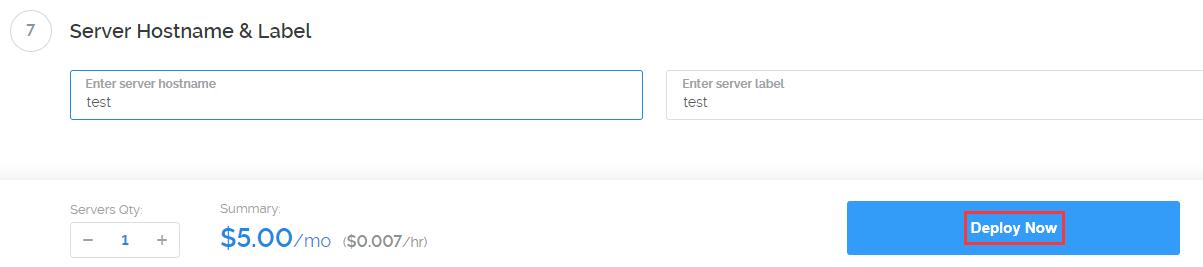 7 Server Hostname & Label
Enter server hostname Enter server label
test test
Servers Qty: Summary:
− 1 + $5.00/mo ($0.007/hr) Deploy Now